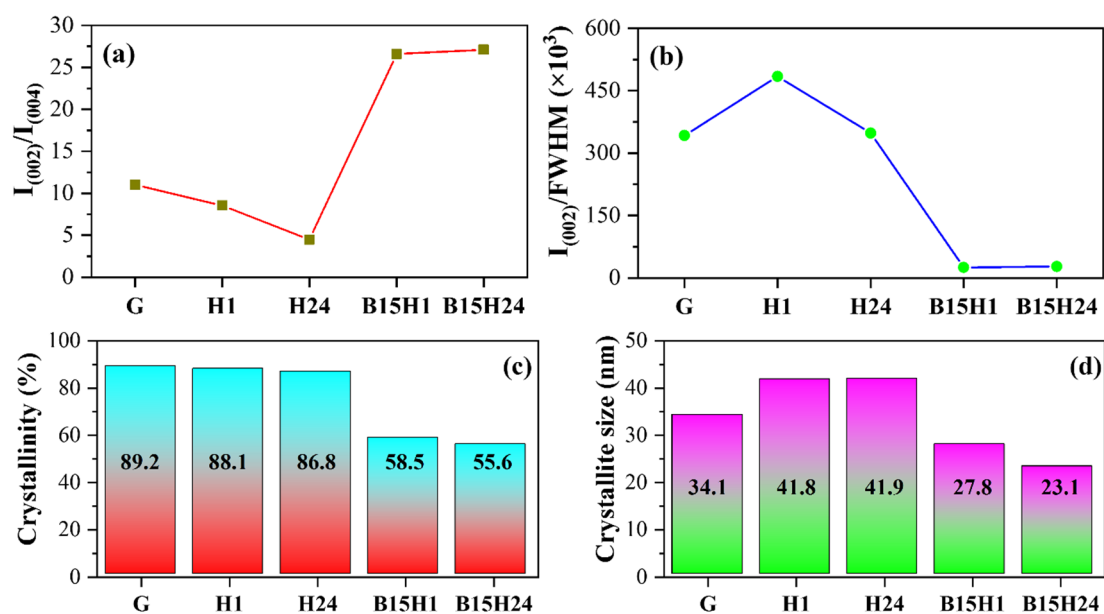 (a)
I(002)/I(004)
30
25
20
15
10
5
0
G H1 H24 B15H1 B15H24
(b)
I(002)/FWHM (×10³)
600
450
300
150
0
G H1 H24 B15H1 B15H24
(c)
Crystallinity (%)
100
80
60
40
20
0
89.2 88.1 86.8 58.5 55.6
G H1 H24 B15H1 B15H24
(d)
Crystallite size (nm)
50
40
30
20
10
0
34.1 41.8 41.9 27.8 23.1
G H1 H24 B15H1 B15H24